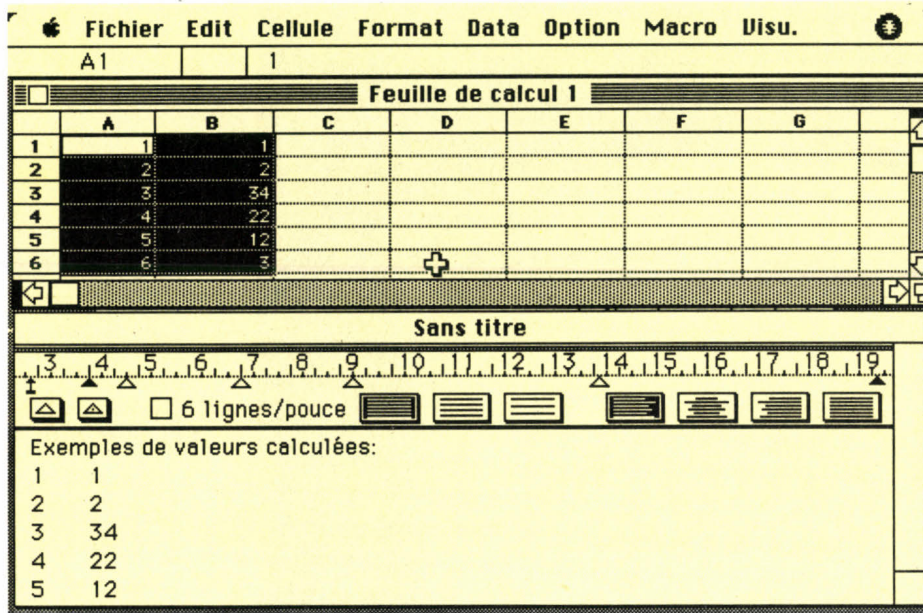 Fichier Edit Cellule Format Data Option Macro Visu.
A1 1
Feuille de calcul 1
A B C D E F G
1 1 1
2 2 2
3 3 34
4 4 22
5 5 12
6 6 3
Sans titre
3 4 5 6 7 8 9 10 11 12 13 14 15 16 17 18 19
6 lignes/pouce
Exemples de valeurs calculées:
1 1
2 2
3 34
4 22
5 12